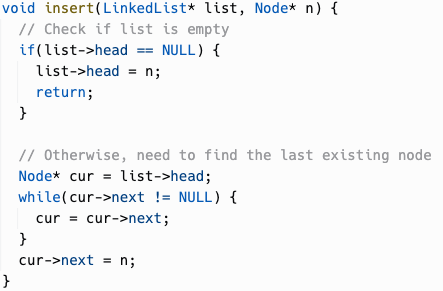 void insert(LinkedList* list, Node* n) {
  // Check if list is empty
  if(list->head == NULL) {
    list->head = n;
    return;
  }

  // Otherwise, need to find the last existing node
  Node* cur = list->head;
  while(cur->next != NULL) {
    cur = cur->next;
  }
  cur->next = n;
}